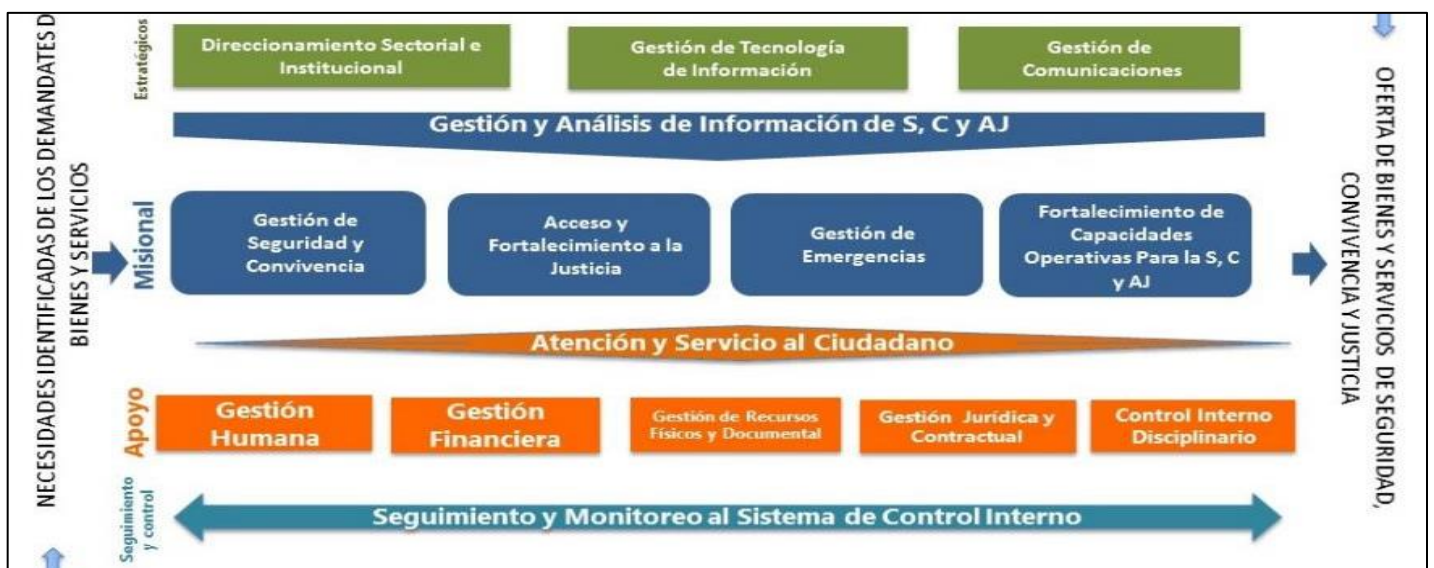 NECESIDADES IDENTIFICADAS DE LOS DEMANDATES D
BIENES Y SERVICIOS
Estratégicos
Direccionamiento Sectorial e
Institucional
Gestión de Tecnología
de Información
Gestión de
Comunicaciones
Gestión y Análisis de Información de S, C y AJ
Misional
Gestión de
Seguridad y
Convivencia
Acceso y
Fortalecimiento a la
Justicia
Gestión de
Emergencias
Fortalecimiento de
Capacidades
Operativas Para la S, C
y AJ
Atención y Servicio al Ciudadano
Apoyo
Gestión
Humana
Gestión
Financiera
Gestión de Recursos
Físicos y Documental
Gestión Jurídica y
Contractual
Control Interno
Disciplinario
Seguimiento
y control
Seguimiento y Monitoreo al Sistema de Control Interno
OFERTA DE BIENES Y SERVICIOS DE SEGURIDAD,
CONVIVENCIA Y JUSTICIA